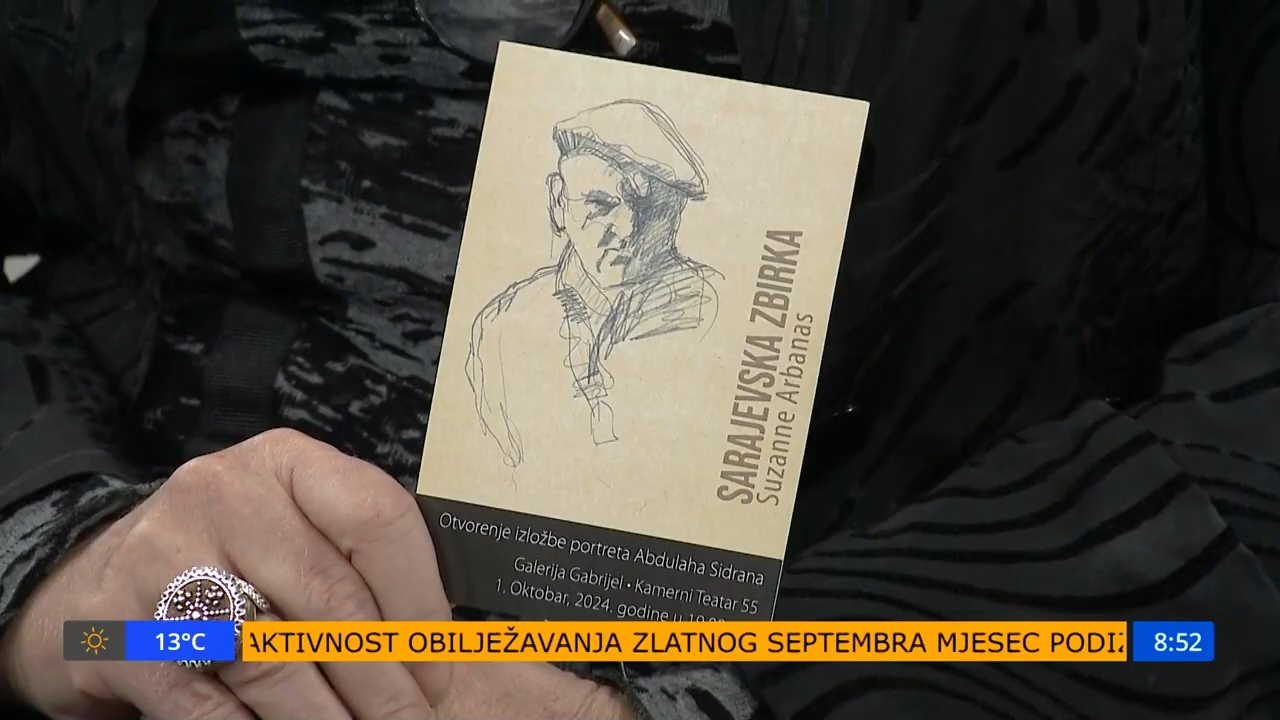 SARAJEVSKA ZBIRKA
Suzanne Arbanas
Otvorenje izložbe portreta Abdulaha Sidrana
Galerija Gabrijel • Kamerni Teatar 55
1. Oktobar, 2024. godine u
13°C
AKTIVNOST OBILJEŽAVANJA ZLATNOG SEPTEMBRA MJESEC
8:52